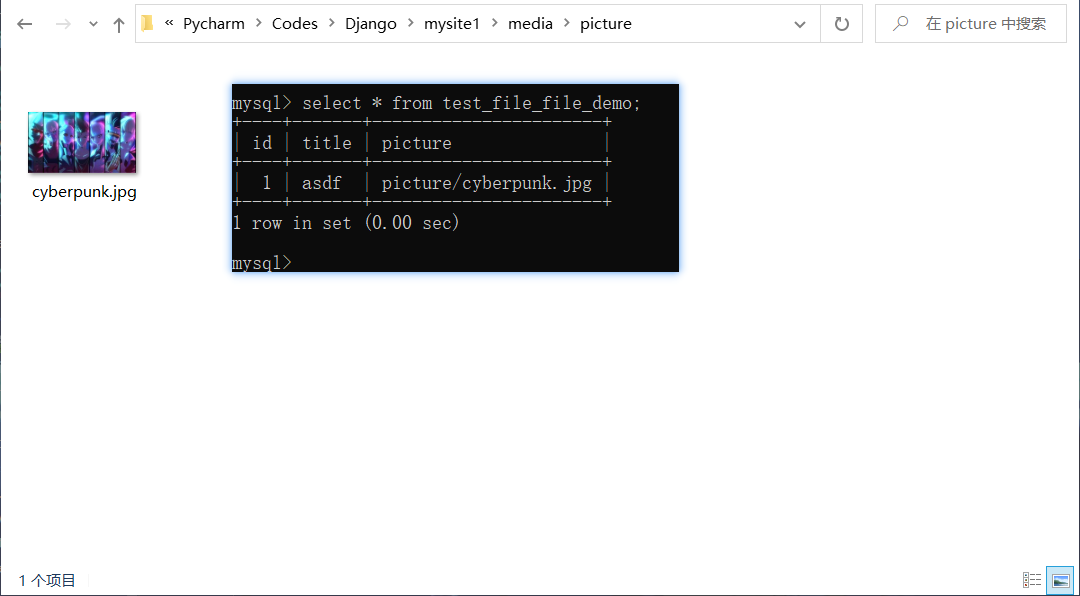 « Pycharm > Codes > Django > mysite1 > media > picture
在 picture 中搜索
cyberpunk.jpg
mysql> select * from test_file_file_demo;
+----+-------+-----------------------+
| id | title | picture               |
+----+-------+-----------------------+
|  1 | asdf  | picture/cyberpunk.jpg |
+----+-------+-----------------------+
1 row in set (0.00 sec)
mysql>
1 个项目